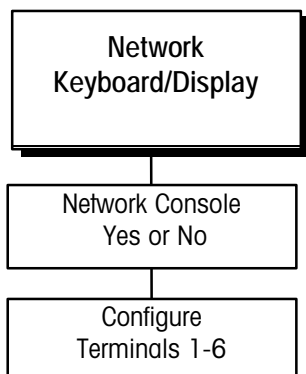 Network
Keyboard/Display
Network Console
Yes or No
Configure
Terminals 1-6